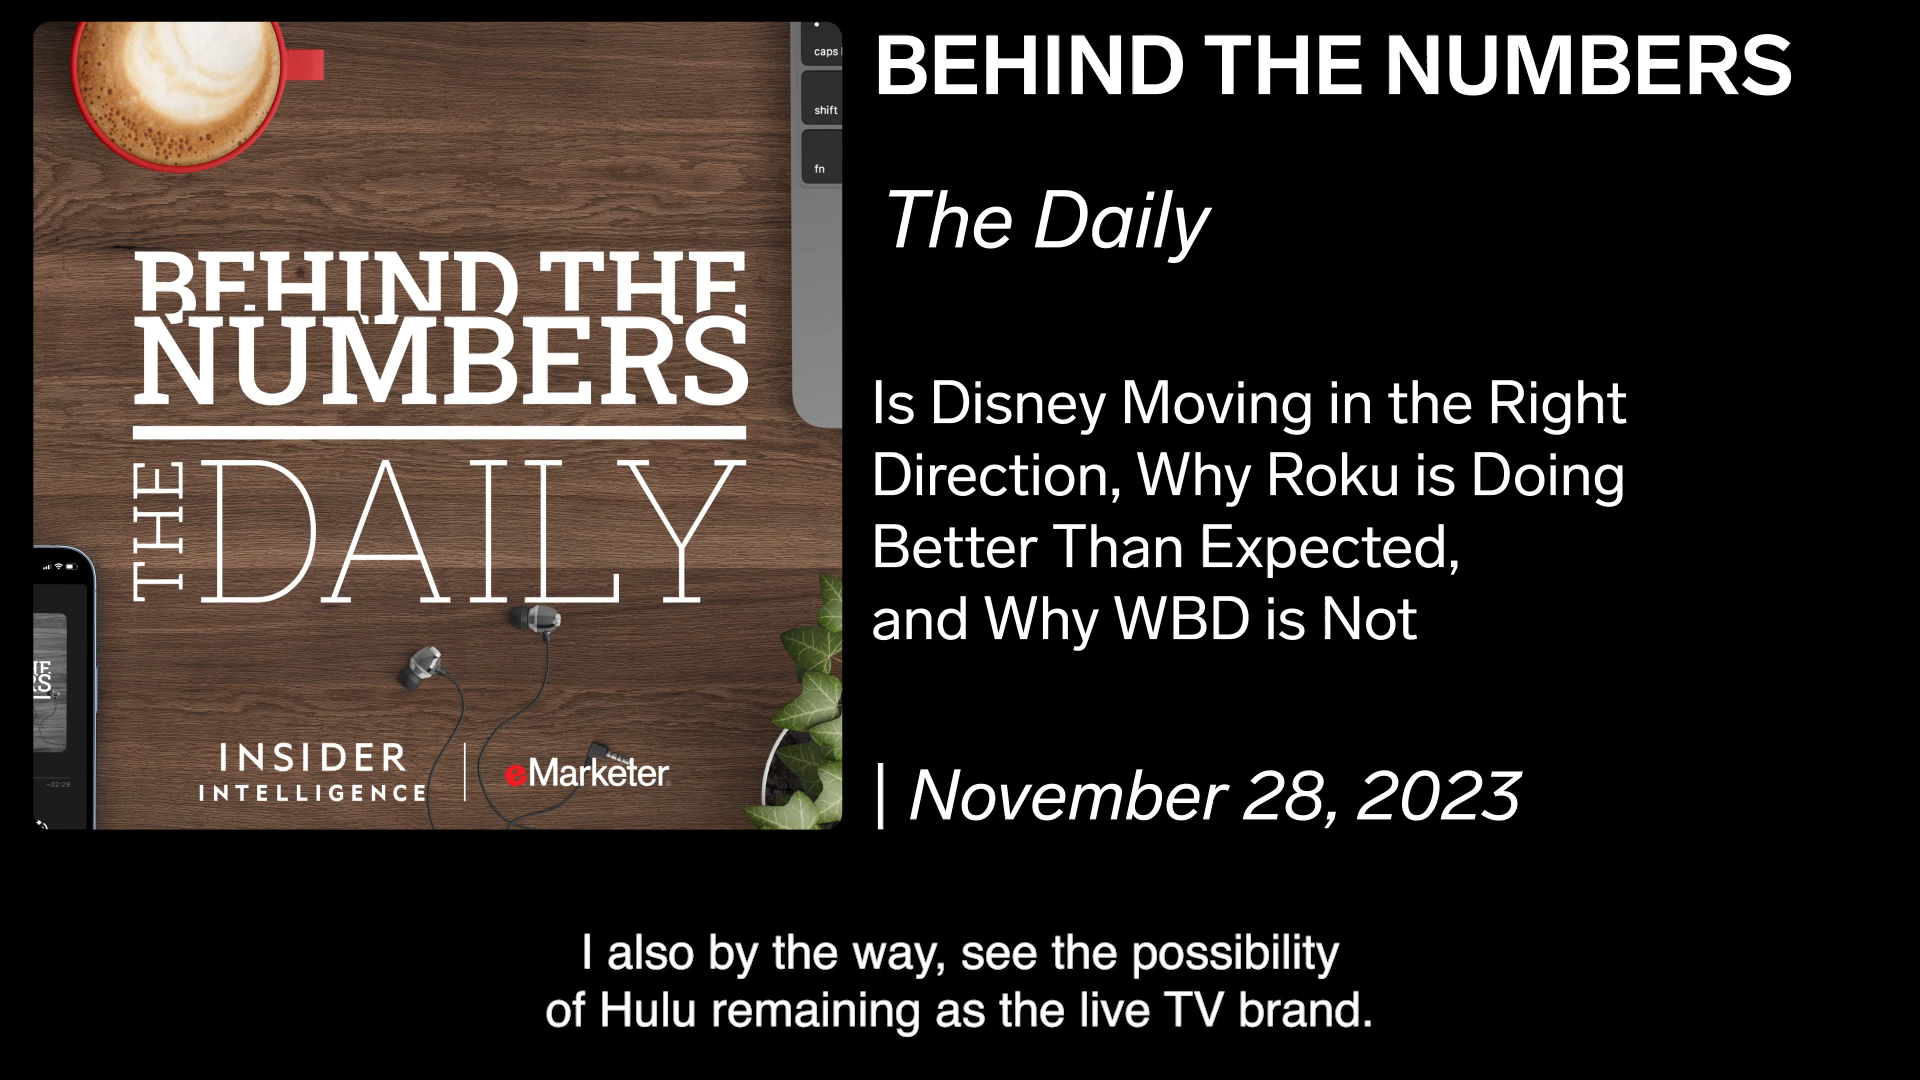 caps
shift
fn
BEHIND THE
NUMBERS
THE DAILY
INSIDER
INTELLIGENCE
eMarketer
-22:29
BEHIND THE NUMBERS
The Daily
Is Disney Moving in the Right
Direction, Why Roku is Doing
Better Than Expected,
and Why WBD is Not
| November 28, 2023
I also by the way, see the possibility
of Hulu remaining as the live TV brand.